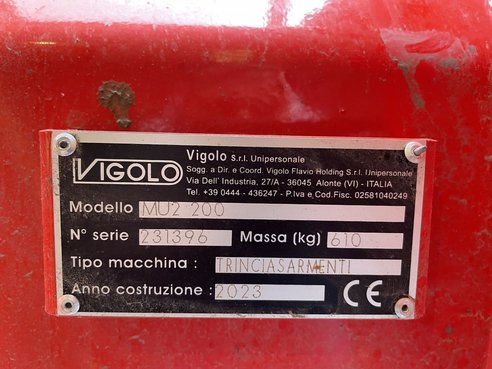 VIGOLO
Vigolo S.r.l. Unipersonale
Sogg. a Dir. e Coord. Vigolo Flavio Holding S.r.l. Unipersonale
Via Dell' Industria, 27/A - 36045 Alonte (VI) - ITALIA
Tel. +39 0444 - 436247 - P.Iva e Cod.Fisc. 02581040249
Modello MU2 200
N° serie 231396 Massa (kg) 610
Tipo macchina : TRINCIASARMENTI
Anno costruzione : 2023 CE